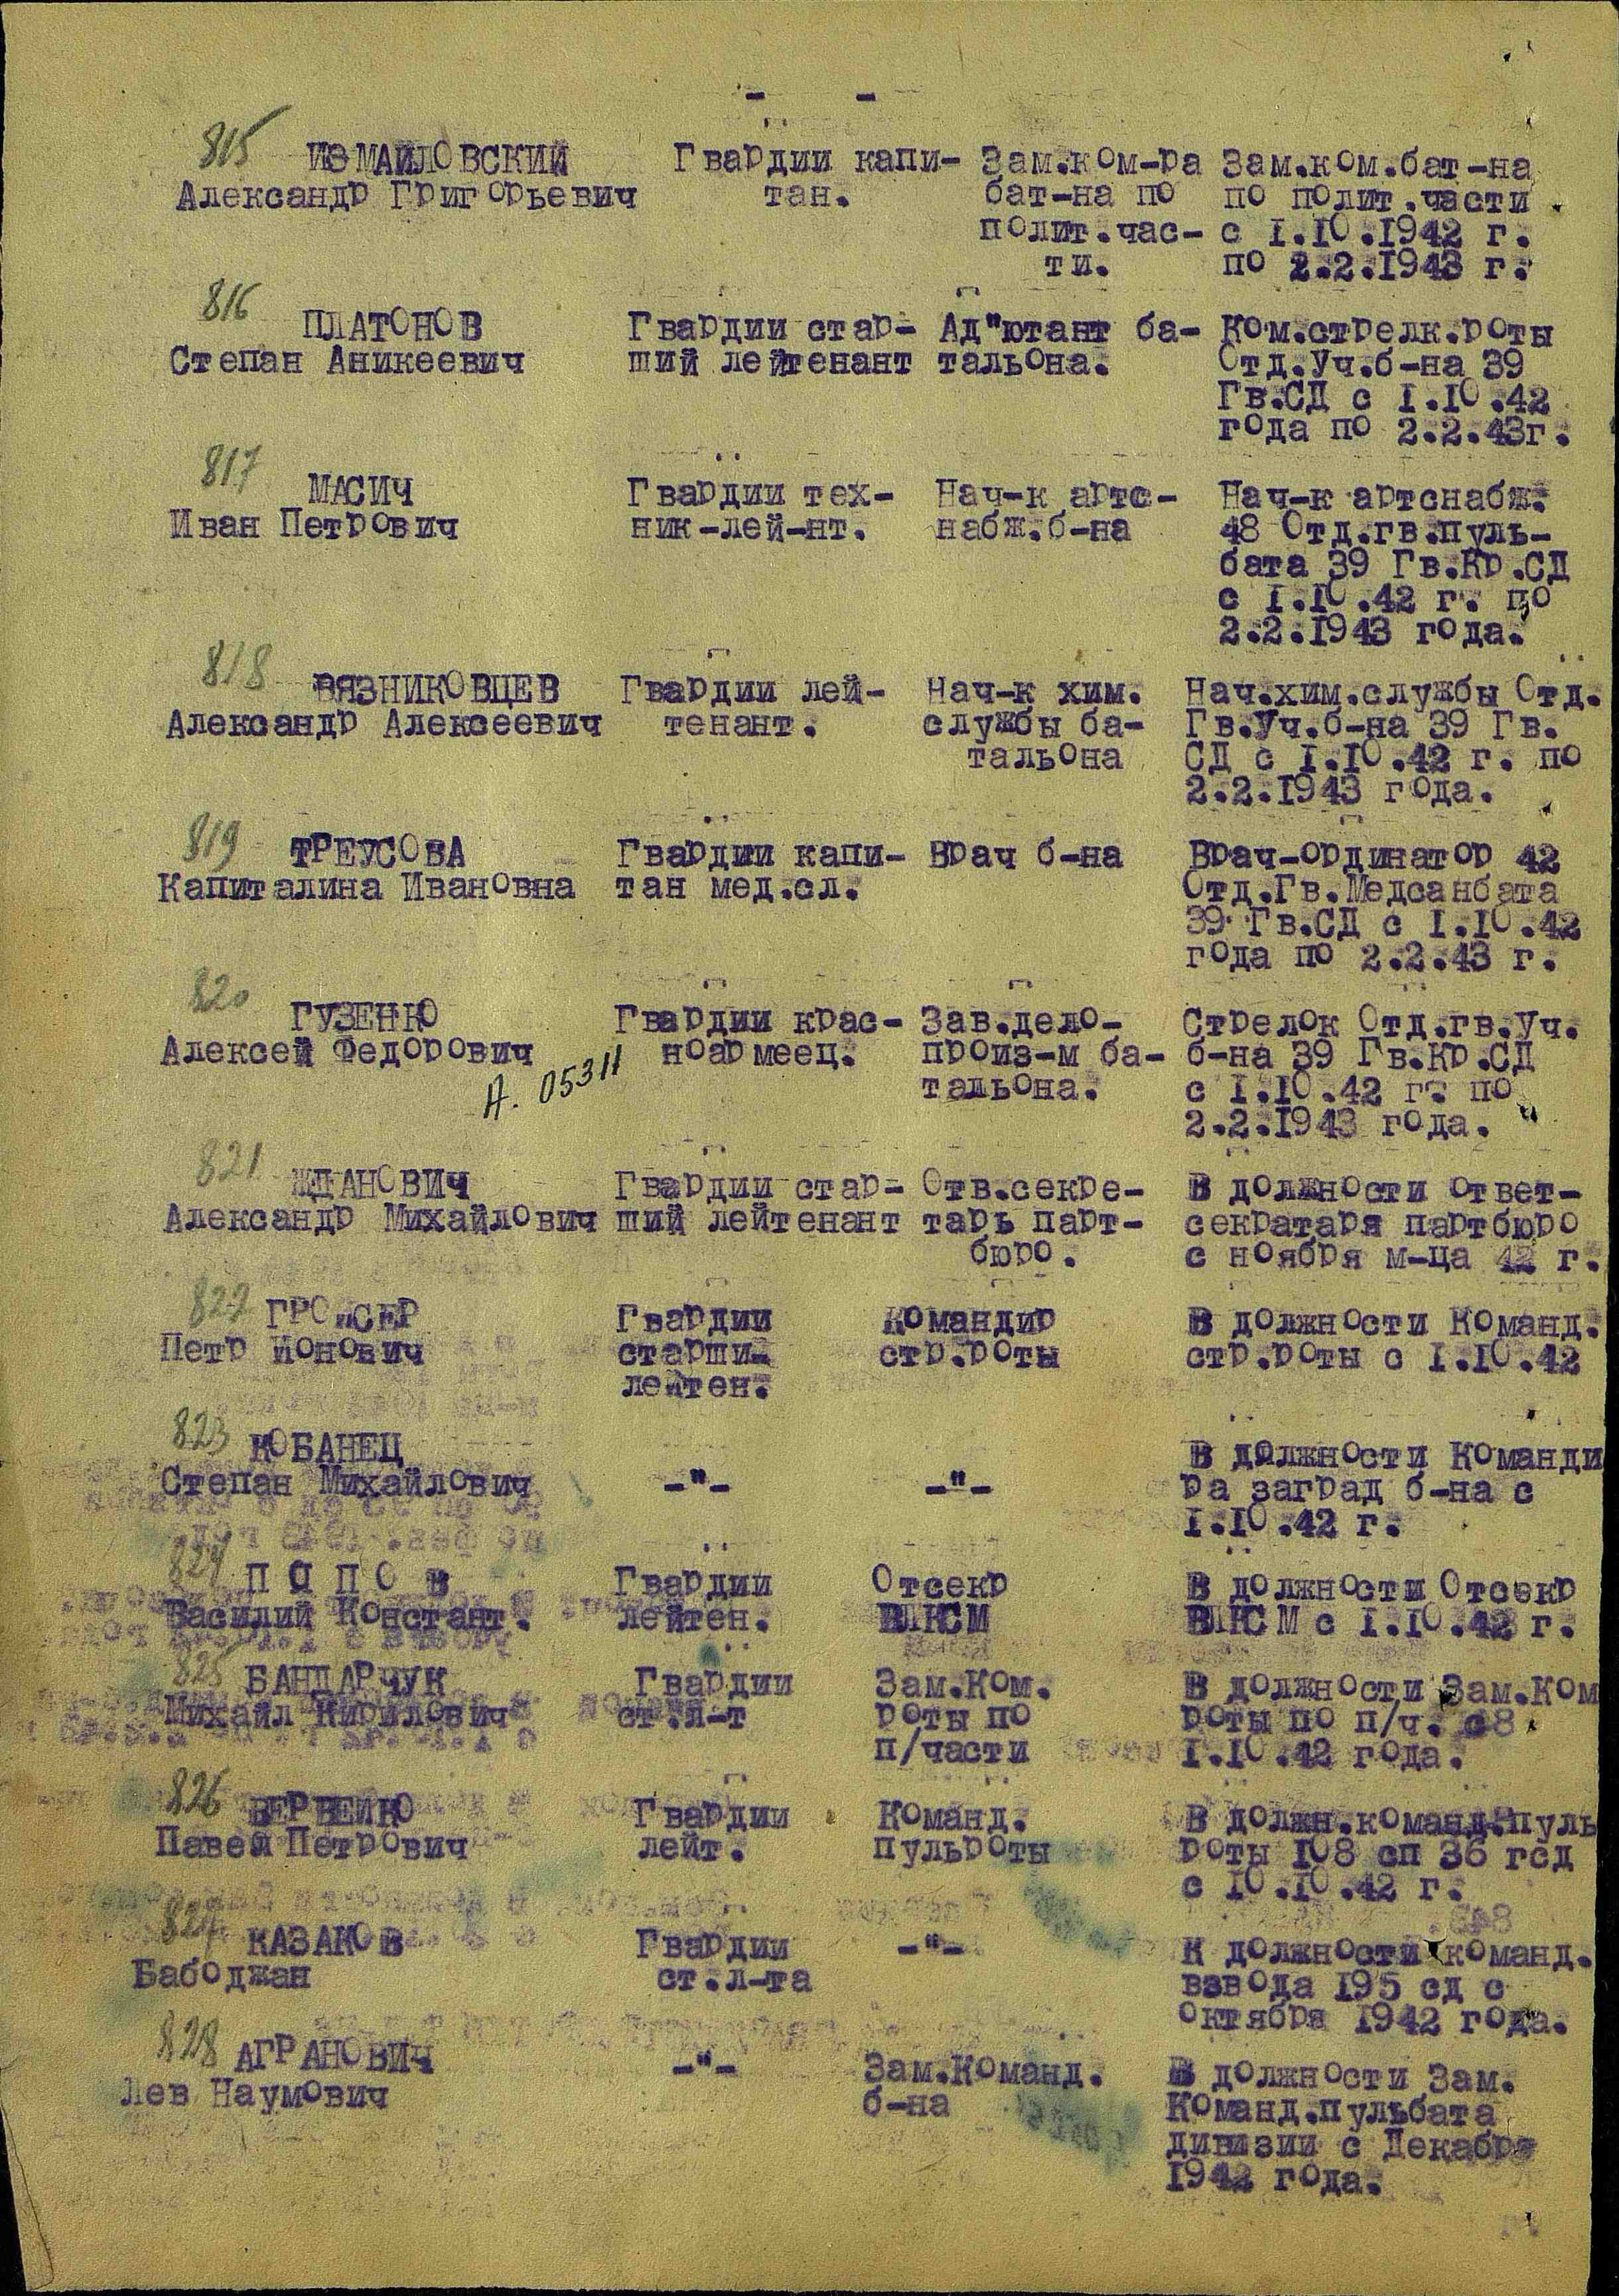 - -
815 ИЗМАЙЛОВСКИЙ Гвардии капи- Зам.ком-ра Зам.ком.бат-на
Александр Григорьевич тан. бат-на по по полит.части
полит.час- с 1.10.1942 г.
ти. по 2.2.1943 г.
816 ПЛАТОНОВ Гвардии стар- Ад"ютант ба- Ком.стрелк.роты
Степан Аникеевич ший лейтенант тальона. Отд.Уч.б-на 39
Гв.СД с 1.10.42
года по 2.2.43г.
817 МАСИЧ Гвардии тех- Нач-к артс- Нач-к артснабж.
Иван Петрович ник-лей-нт. набж.б-на 48 Отд.гв.пуль-
бата 39 Гв.Кр.СД
с 1.10.42 г. по
2.2.1943 года.
818 ВЯЗНИКОВЦЕВ Гвардии лей- Нач-к хим. Нач.хим.службы Отд.
Александр Алексеевич тенант. службы ба- Гв.Уч.б-на 39 Гв.
тальона СД с 1.10.42 г. по
2.2.1943 года.
819 ТРЕУСОВА Гвардии капи- Врач б-на Врач-ординатор 42
Капиталина Ивановна тан мед.сл. Отд.Гв.Медсанбата
39 Гв.СД с 1.10.42
года по 2.2.43 г.
820 ГУЗЕНКО Гвардии крас- Зав.дело- Стрелок Отд.гв.Уч.
Алексей Федорович ноармеец. произ-м ба- б-на 39 Гв.Кр.СД
А. 05311 тальона. с 1.10.42 г. по
2.2.1943 года.
821 ЖДАНОВИЧ Гвардии стар- Отв.секре- В должности ответ-
Александр Михайлович ший лейтенант тарь парт- секратаря партбюро
бюро. с ноября м-ца 42 г.
822 Гвардии Командир В должности Команд.
Петр Ионович старши- стр.роты стр.роты с 1.10.42
лейтен.
823 КОБАНЕЦ В должности Команди
Степан Михайлович -"- -"- ра заград б-на с
1.10.42 г.
824 П О П О В Гвардии Отсекр В должности Отсекр
Василий Констант. лейтен. ВЛКСМ ВЛКСМ с 1.10.42 г.
825 БАНДАРЧУК Гвардии Зам.Ком. В должности Зам.Ком
Михайл Кирилович ст.л-т роты по роты по п/ч. с
п/части 1.10.42 года.
826 ВЕРВЕЙКО Гвардии Команд. В должн.команд.пуль
Павел Петрович лейт. пульроты роты 108 сп 36 гсд
с 10.10.42 г.
827 КАЗАКОВ Гвардии -"- К должности команд.
Бабоджан ст.л-та взвода 195 сд с
октября 1942 года.
828 АГРАНОВИЧ -"- Зам.Команд. В должности Зам.
Лев Наумович б-на Команд.пульбата
дивизии с Декабря
1942 года.